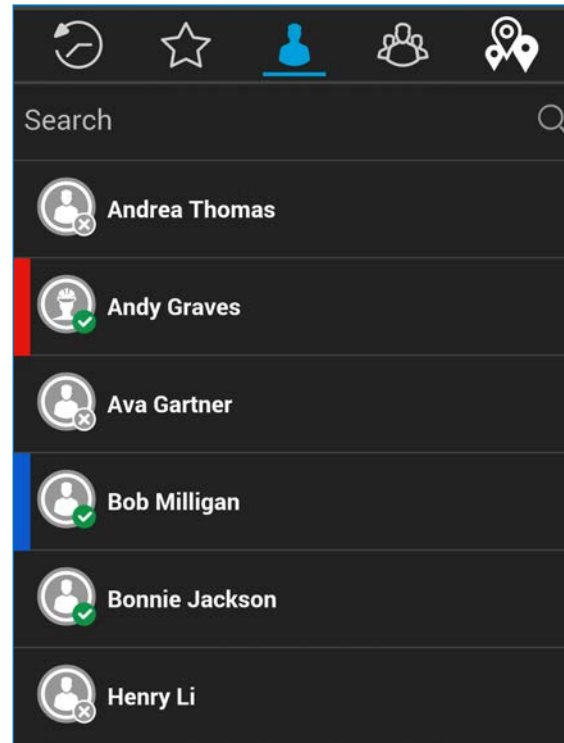 Search
Andrea Thomas
Andy Graves
Ava Gartner
Bob Milligan
Bonnie Jackson
Henry Li